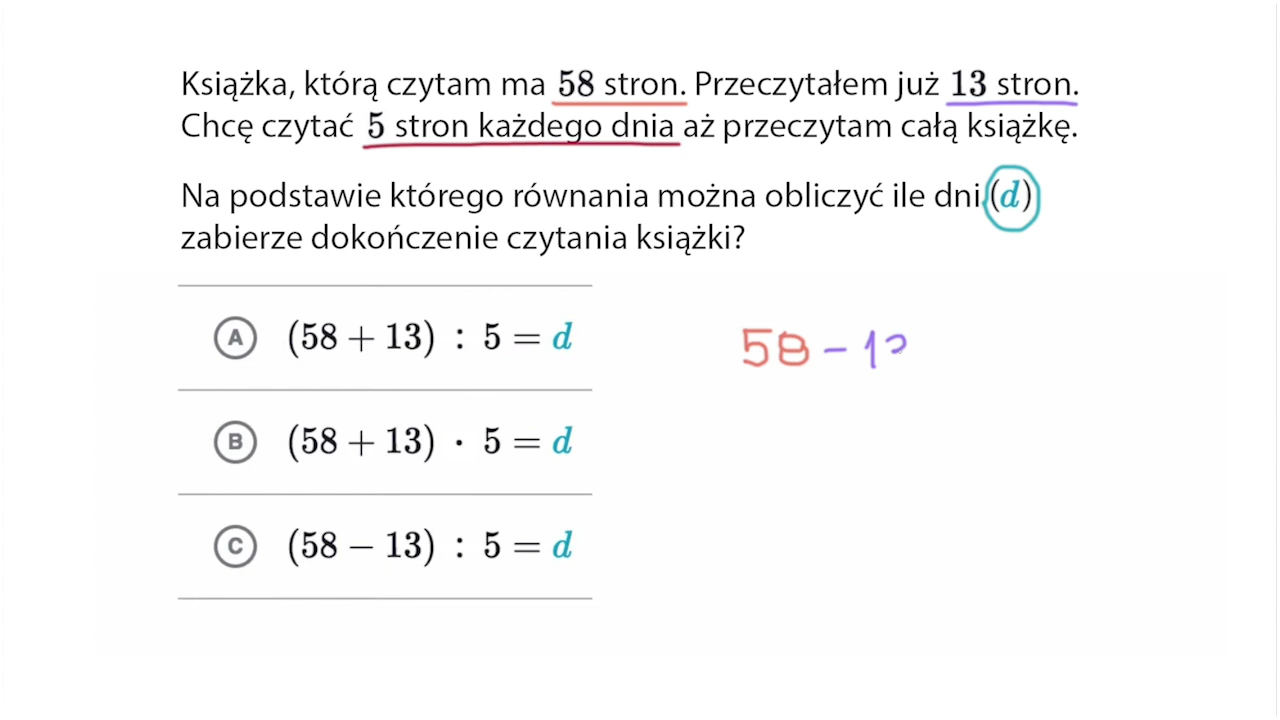 Książka, którą czytam ma 58 stron. Przeczytałem już 13 stron.
Chcę czytać 5 stron każdego dnia aż przeczytam całą książkę.
Na podstawie którego równania można obliczyć ile dni (d)
zabierze dokończenie czytania książki?
A (58 + 13) : 5 = d
58 - 13
B (58 + 13) · 5 = d
C (58 − 13) : 5 = d